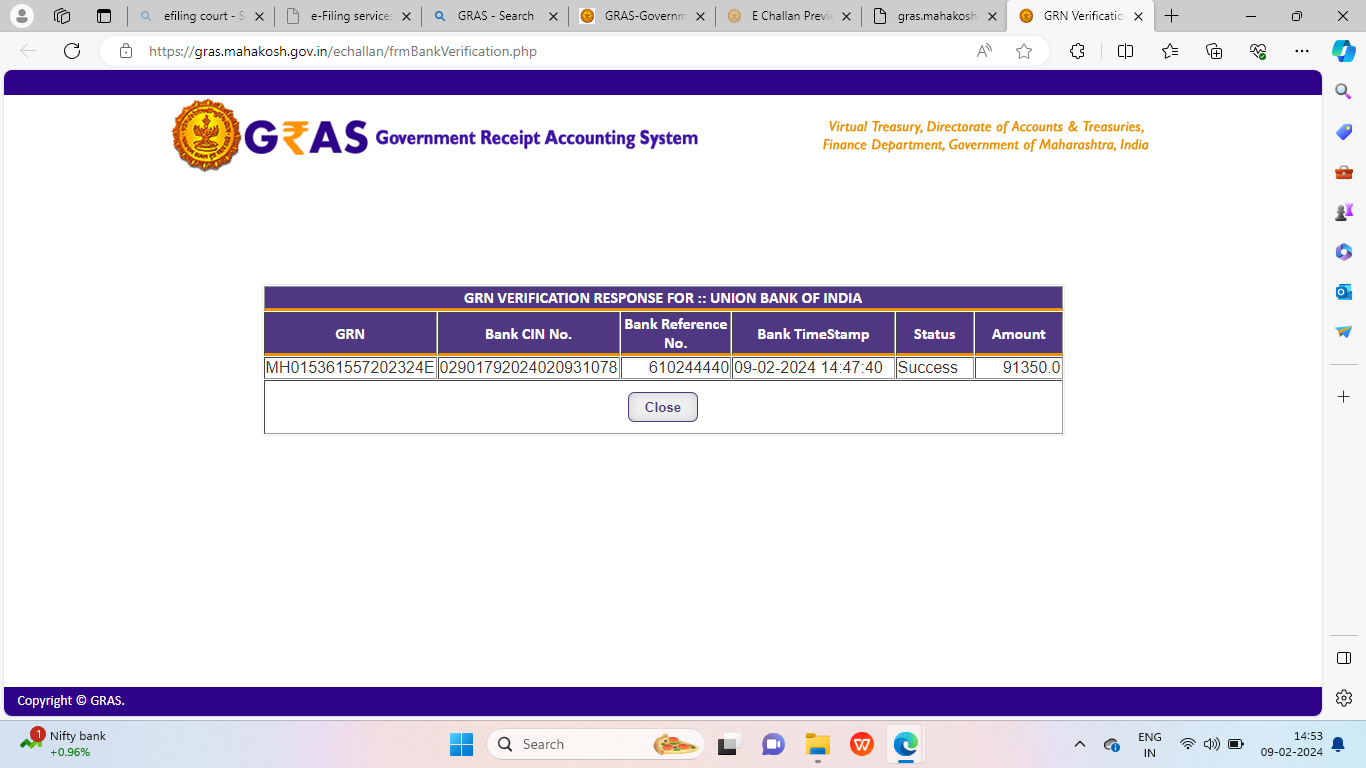 efiling court - S
e-Filing services
GRAS - Search
GRAS-Governm
E Challan Previe
gras.mahakosh.
GRN Verificatio
https://gras.mahakosh.gov.in/echallan/frmBankVerification.php
GRAS Government Receipt Accounting System
Virtual Treasury, Directorate of Accounts & Treasuries,
Finance Department, Government of Maharashtra, India
GRN VERIFICATION RESPONSE FOR :: UNION BANK OF INDIA
GRN Bank CIN No. Bank Reference No. Bank TimeStamp Status Amount
MH015361557202324E 02901792024020931078 610244440 09-02-2024 14:47:40 Success 91350.0
Close
Copyright © GRAS.
1
Nifty bank
+0.96%
Search
ENG
IN
14:53
09-02-2024